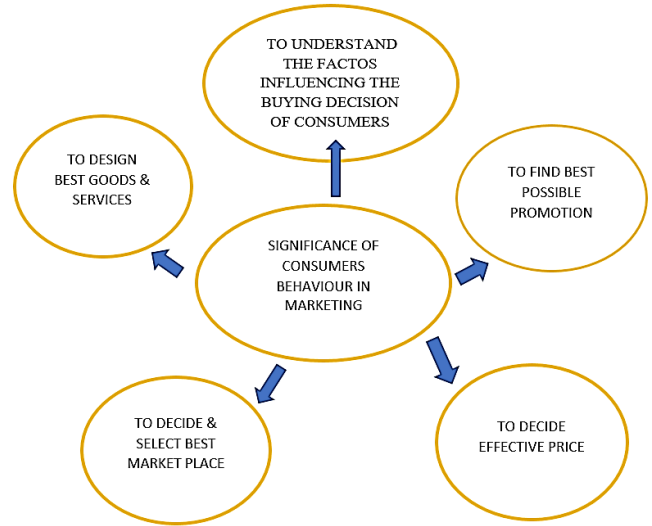 TO UNDERSTAND
THE FACTOS
INFLUENCING THE
BUYING DECISION
OF CONSUMERS
TO DESIGN
BEST GOODS &
SERVICES
TO FIND BEST
POSSIBLE
PROMOTION
SIGNIFICANCE OF
CONSUMERS
BEHAVIOUR IN
MARKETING
TO DECIDE &
SELECT BEST
MARKET PLACE
TO DECIDE
EFFECTIVE PRICE